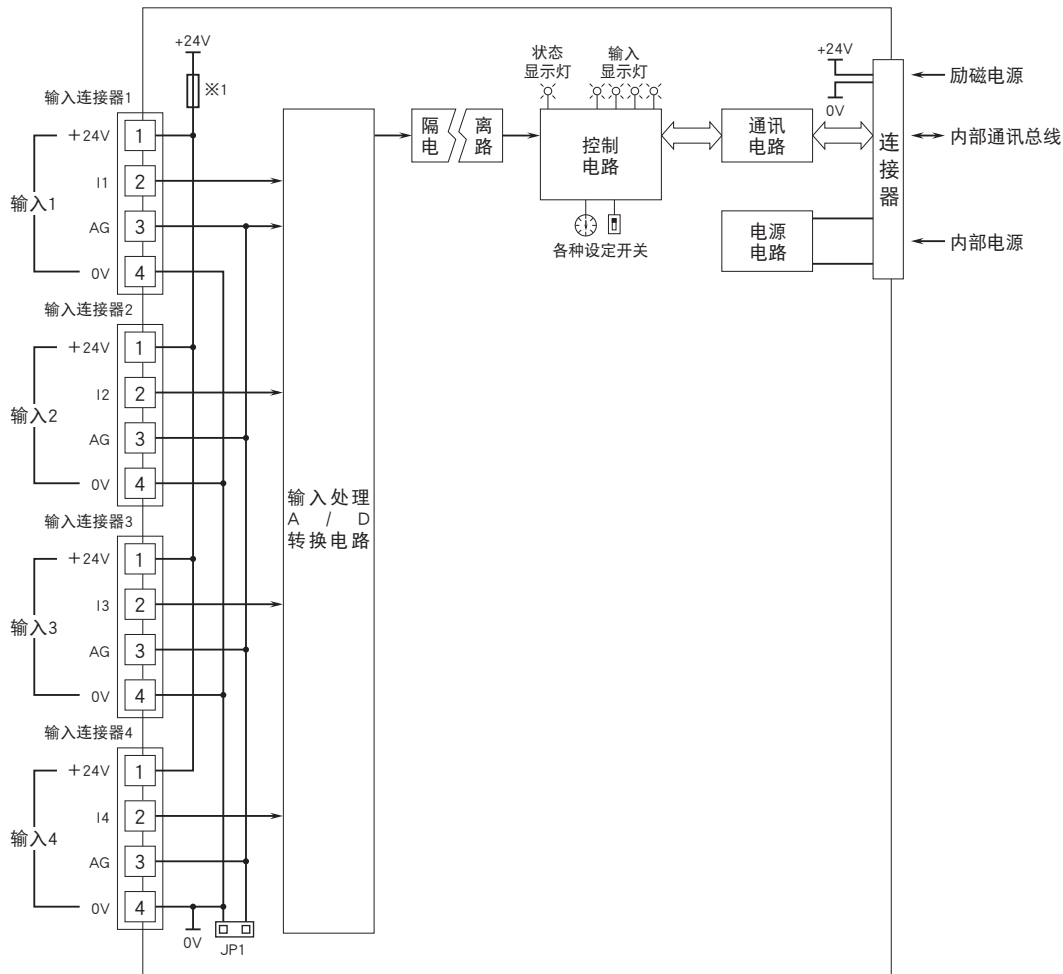 +24V
※1
输入连接器1
+24V 1
I1 2
AG 3
0V 4
输入1
输入连接器2
+24V 1
I2 2
AG 3
0V 4
输入2
输入连接器3
+24V 1
I3 2
AG 3
0V 4
输入3
输入连接器4
+24V 1
I4 2
AG 3
0V 4
输入4
0V
JP1
输入处理
A / D
转换电路
隔 离
电 路
状态
显示灯
输入
显示灯
控制
电路
各种设定开关
通讯
电路
电源
电路
+24V
0V
连接器
励磁电源
内部通讯总线
内部电源